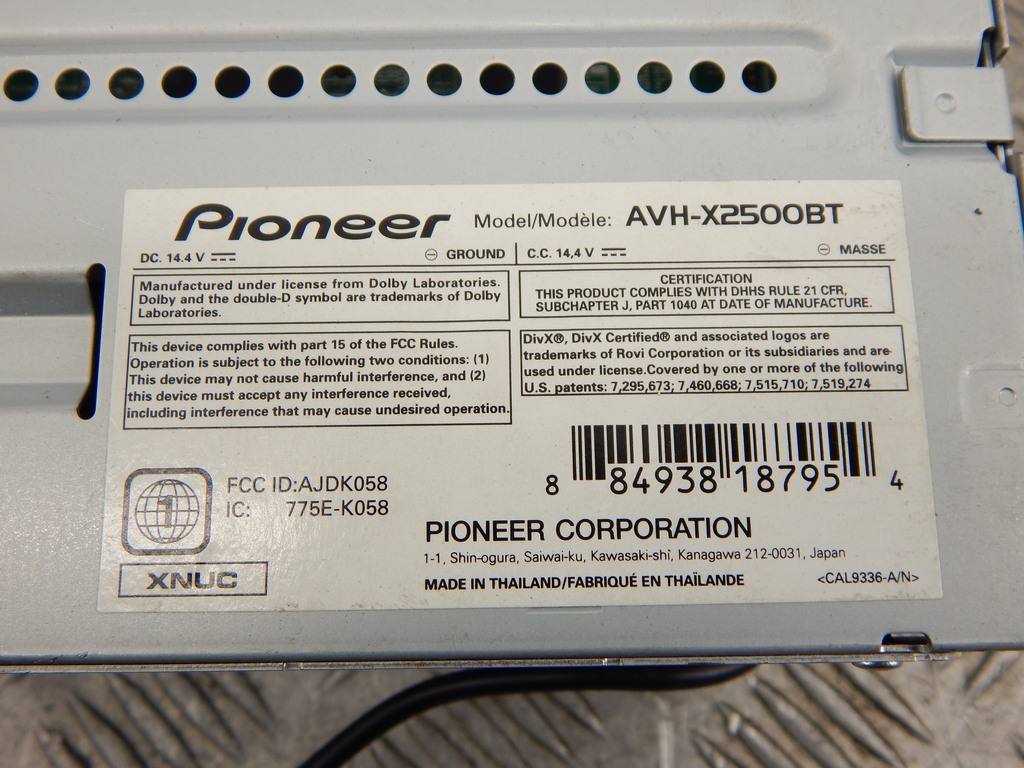 Pioneer Model/Modèle: AVH-X2500BT
DC. 14.4 V ⊖ GROUND C.C. 14,4 V ⊖ MASSE
Manufactured under license from Dolby Laboratories.
Dolby and the double-D symbol are trademarks of Dolby
Laboratories.
CERTIFICATION
THIS PRODUCT COMPLIES WITH DHHS RULE 21 CFR,
SUBCHAPTER J, PART 1040 AT DATE OF MANUFACTURE.
This device complies with part 15 of the FCC Rules.
Operation is subject to the following two conditions: (1)
This device may not cause harmful interference, and (2)
this device must accept any interference received,
including interference that may cause undesired operation.
DivX®, DivX Certified® and associated logos are
trademarks of Rovi Corporation or its subsidiaries and are
used under license.Covered by one or more of the following
U.S. patents: 7,295,673; 7,460,668; 7,515,710; 7,519,274
1
FCC ID:AJDK058
IC: 775E-K058
XNUC
8 84938 18795 4
PIONEER CORPORATION
1-1, Shin-ogura, Saiwai-ku, Kawasaki-shi, Kanagawa 212-0031, Japan
MADE IN THAILAND/FABRIQUÉ EN THAÏLANDE <CAL9336-A/N>